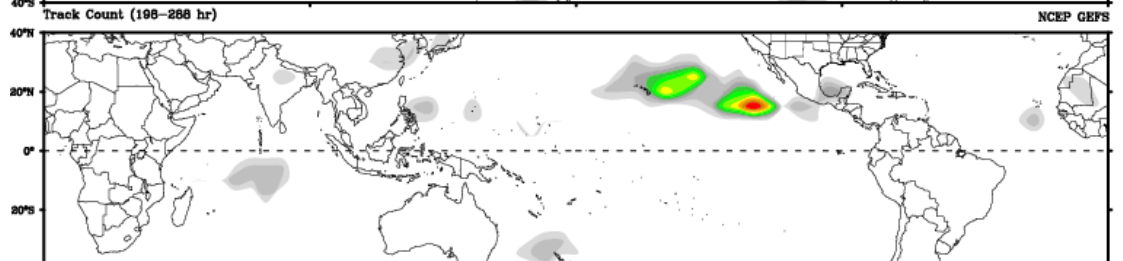 40°S
Track Count (198-288 hr)
NCEP GEFS
40°N
20°N
0°
20°S